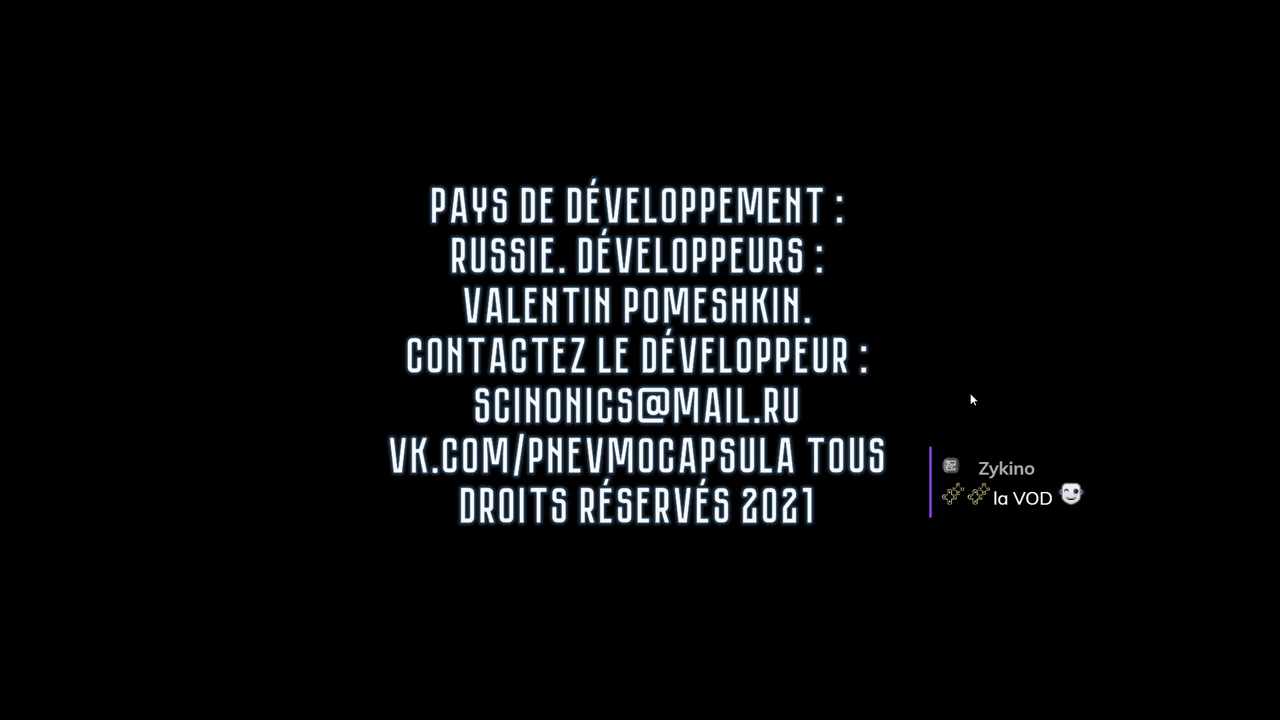 PAYS DE DÉVELOPPEMENT :
RUSSIE. DÉVELOPPEURS :
VALENTIN POMESHKIN.
CONTACTEZ LE DÉVELOPPEUR :
SCINONICS@MAIL.RU
VK.COM/PNEVMOCAPSULA TOUS
DROITS RÉSERVÉS 2021
Zykino
la VOD